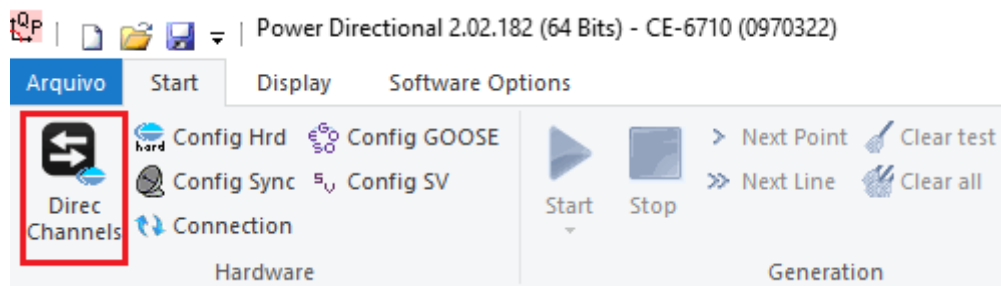 Power Directional 2.02.182 (64 Bits) - CE-6710 (0970322)
Arquivo Start Display Software Options
Config Hrd Config GOOSE Next Point Clear test
Config Sync Config SV Next Line Clear all
Direc Channels Connection Start Stop
Hardware Generation